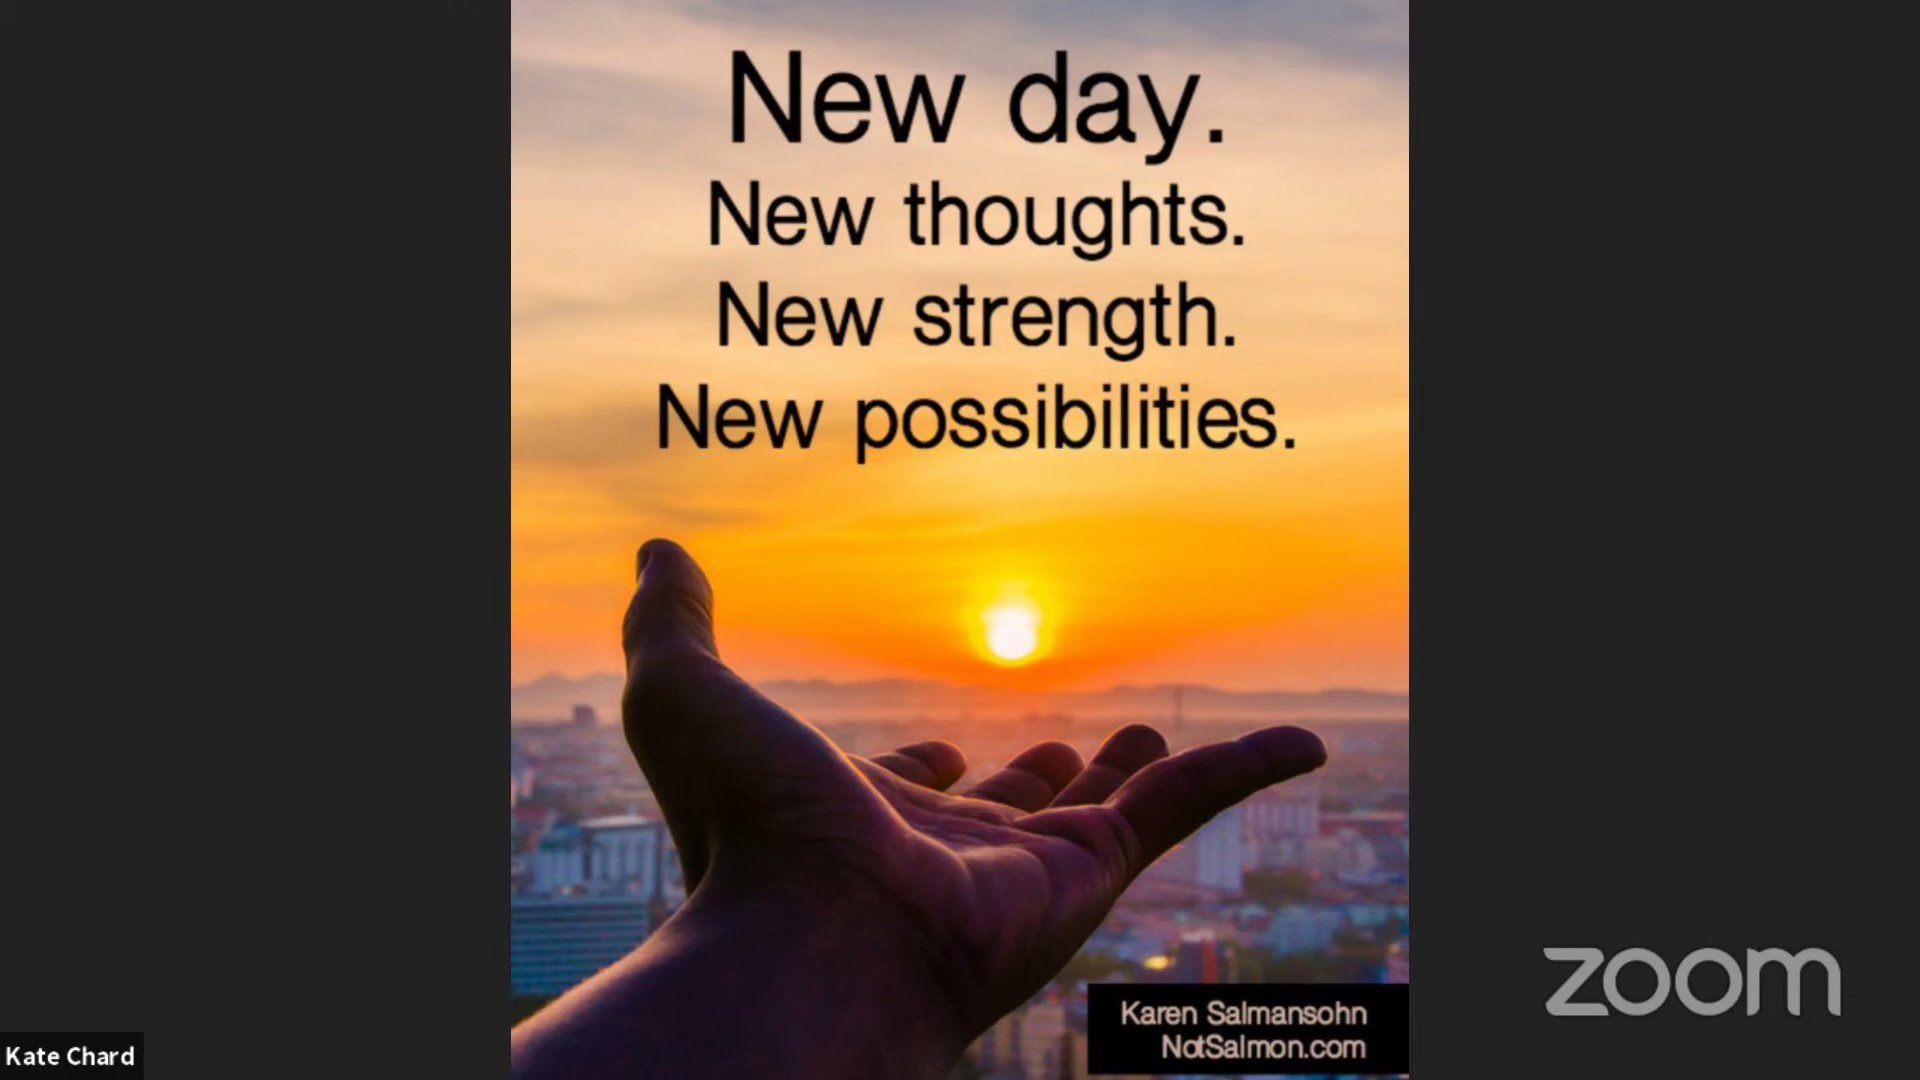 New day.
New thoughts.
New strength.
New possibilities.
Karen Salmansohn
NotSalmon.com
zoom
Kate Chard